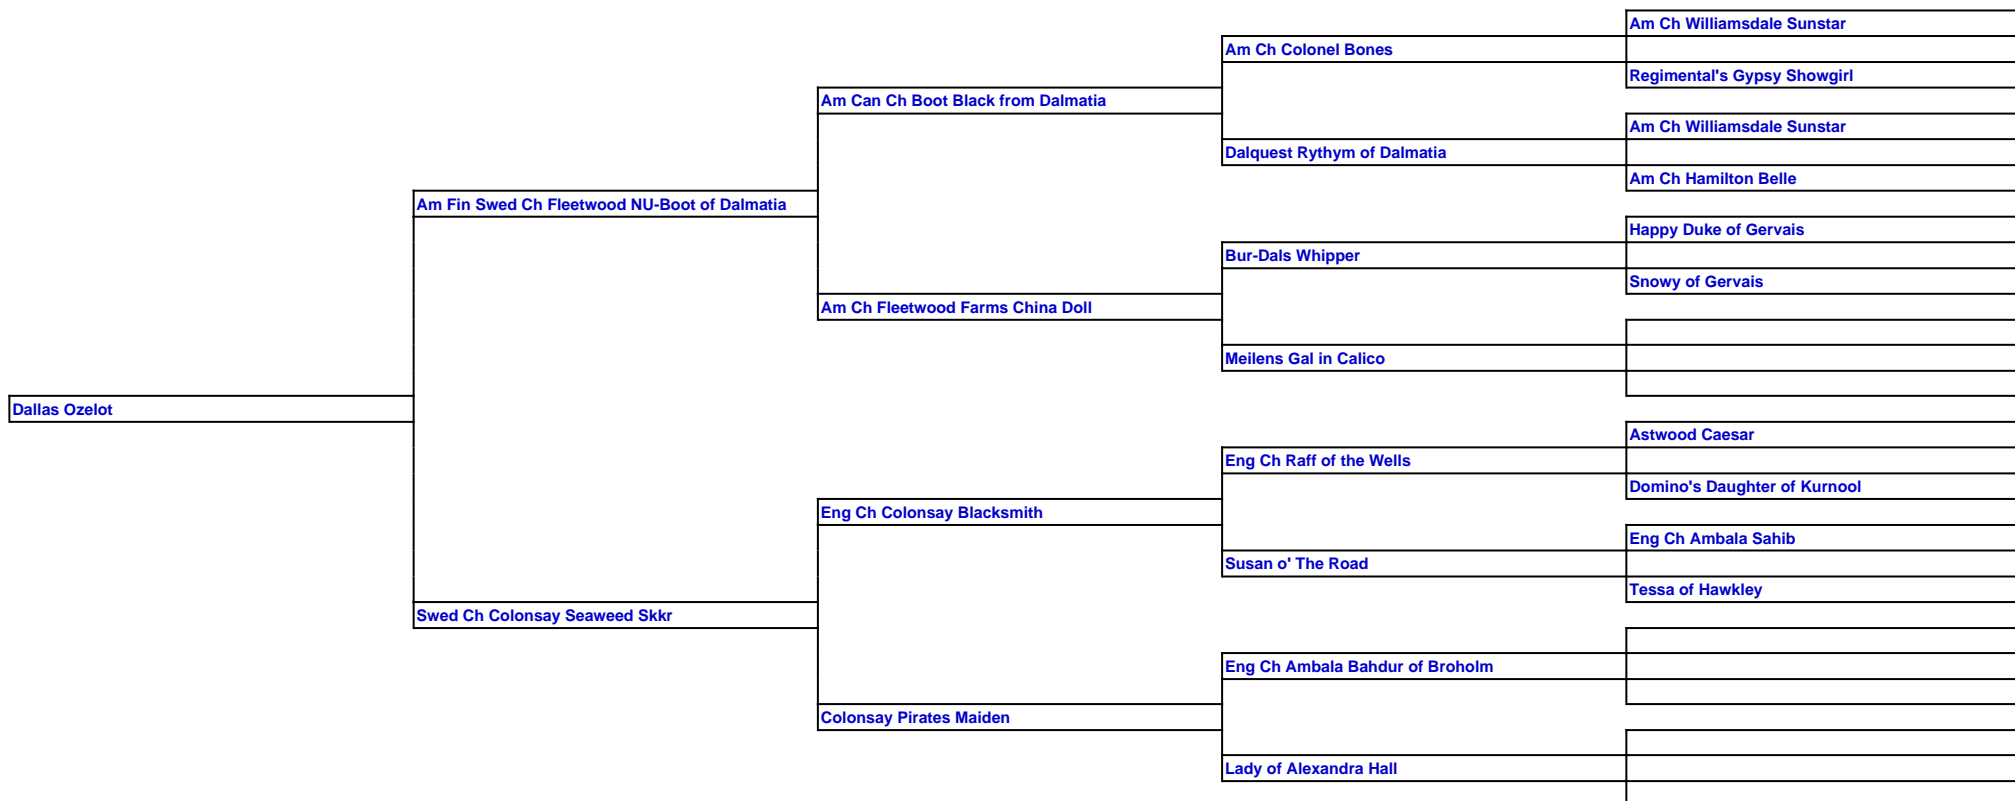 Am Ch Williamsdale Sunstar
Am Ch Colonel Bones
Regimental's Gypsy Showgirl
Am Can Ch Boot Black from Dalmatia
Am Ch Williamsdale Sunstar
Dalquest Rythym of Dalmatia
Am Ch Hamilton Belle
Am Fin Swed Ch Fleetwood NU-Boot of Dalmatia
Happy Duke of Gervais
Bur-Dals Whipper
Snowy of Gervais
Am Ch Fleetwood Farms China Doll
Meilens Gal in Calico
Dallas Ozelot
Astwood Caesar
Eng Ch Raff of the Wells
Domino's Daughter of Kurnool
Eng Ch Colonsay Blacksmith
Eng Ch Ambala Sahib
Susan o' The Road
Tessa of Hawkley
Swed Ch Colonsay Seaweed Skkr
Eng Ch Ambala Bahdur of Broholm
Colonsay Pirates Maiden
Lady of Alexandra Hall